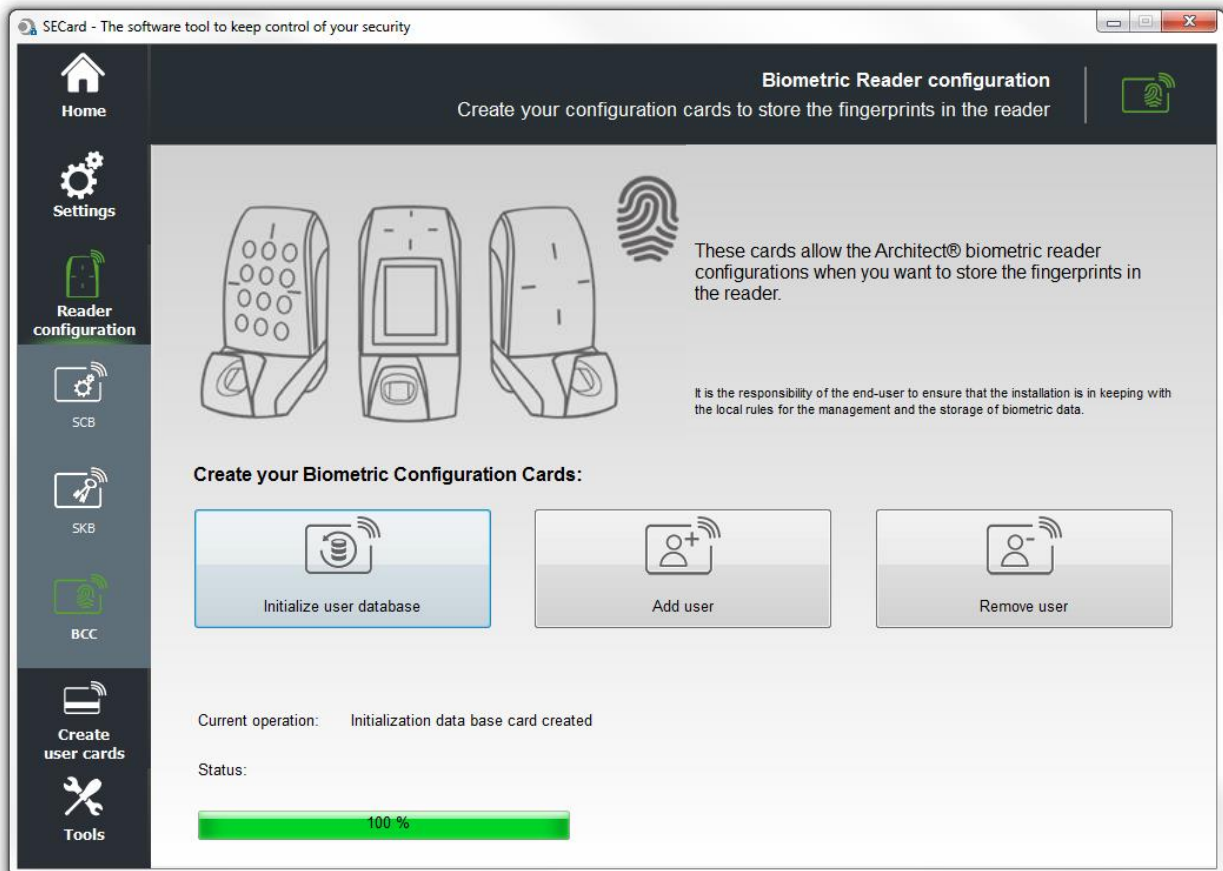 SECard - The software tool to keep control of your security
Home
Biometric Reader configuration
Create your configuration cards to store the fingerprints in the reader
Settings
Reader
configuration
SCB
SKB
BCC
Create
user cards
Tools
These cards allow the Architect® biometric reader
configurations when you want to store the fingerprints in
the reader.
It is the responsibility of the end-user to ensure that the installation is in keeping with
the local rules for the management and the storage of biometric data.
Create your Biometric Configuration Cards:
Initialize user database
Add user
Remove user
Current operation: Initialization data base card created
Status:
100 %